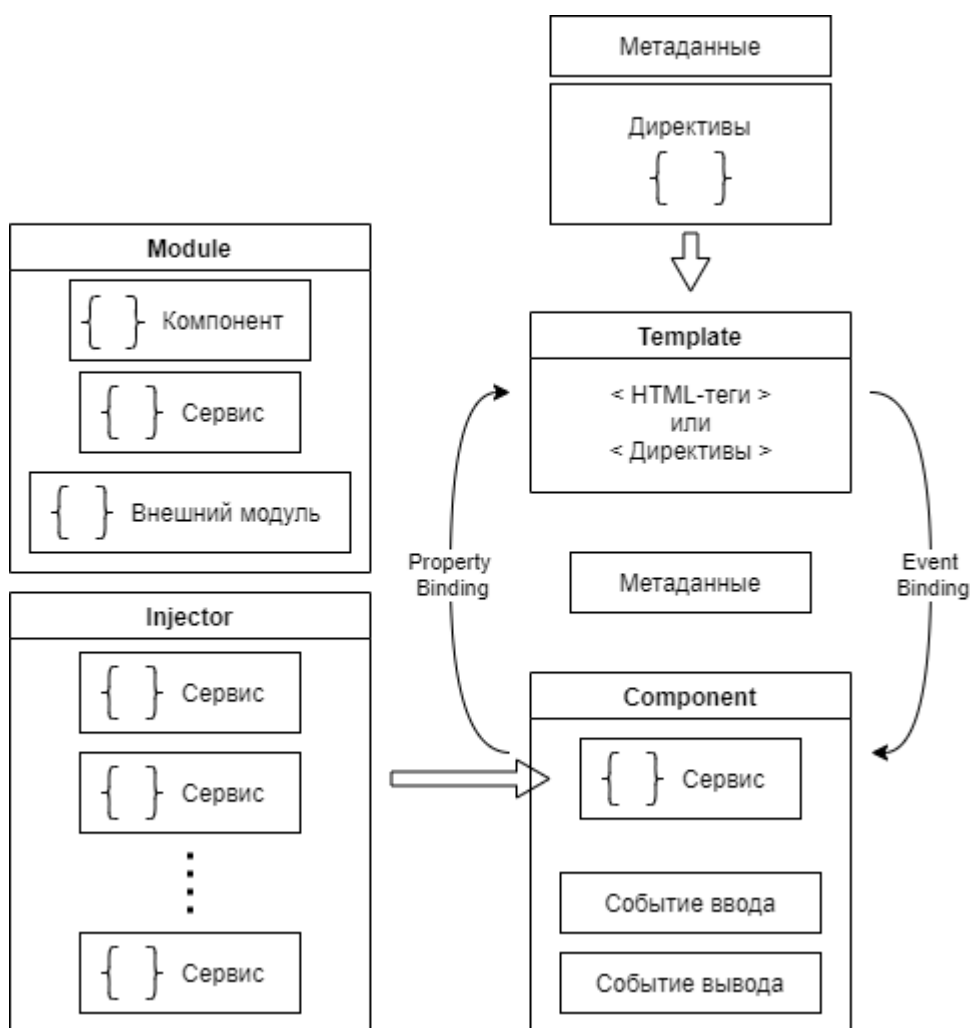 Метаданные
Директивы
{ }
Module
{ } Компонент
{ } Сервис
{ } Внешний модуль
Template
< HTML-теги >
или
< Директивы >
Property
Binding
Метаданные
Event
Binding
Injector
{ } Сервис
{ } Сервис
{ } Сервис
Component
{ } Сервис
Событие ввода
Событие вывода